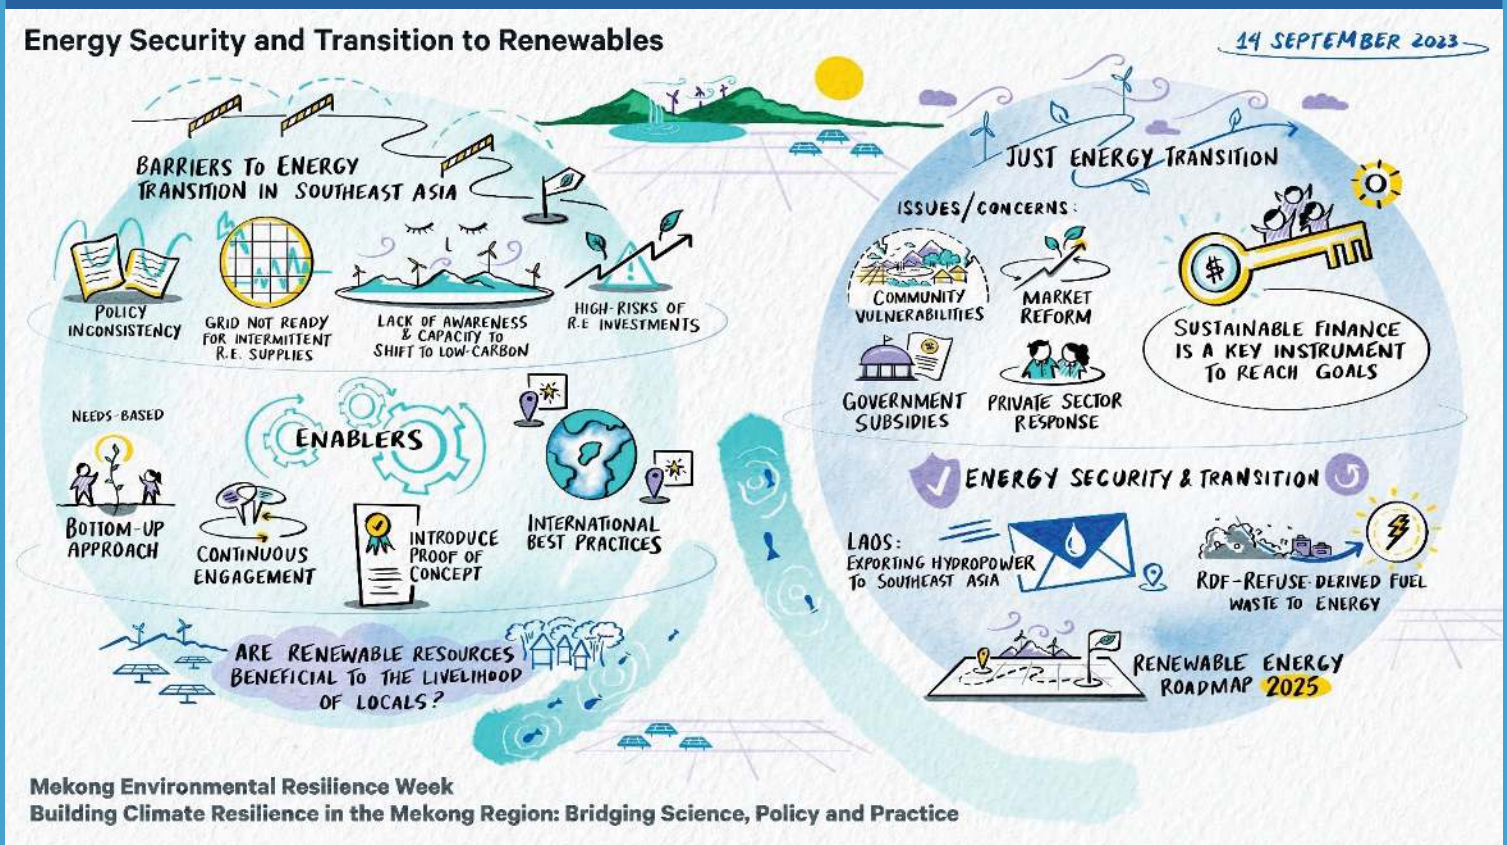 Energy Security and Transition to Renewables
14 SEPTEMBER 2023
BARRIERS TO ENERGY
TRANSITION IN SOUTHEAST ASIA
POLICY
INCONSISTENCY
GRID NOT READY
FOR INTERMITTENT
R.E. SUPPLIES
LACK OF AWARENESS
& CAPACITY TO
SHIFT TO LOW-CARBON
HIGH-RISKS OF
R.E INVESTMENTS
ENABLERS
NEEDS-BASED
BOTTOM-UP
APPROACH
CONTINUOUS
ENGAGEMENT
INTRODUCE
PROOF OF
CONCEPT
INTERNATIONAL
BEST PRACTICES
ARE RENEWABLE RESOURCES
BENEFICIAL TO THE LIVELIHOOD
OF LOCALS?
JUST ENERGY TRANSITION
ISSUES/CONCERNS:
COMMUNITY
VULNERABILITIES
MARKET
REFORM
GOVERNMENT
SUBSIDIES
PRIVATE SECTOR
RESPONSE
$
SUSTAINABLE FINANCE
IS A KEY INSTRUMENT
TO REACH GOALS
ENERGY SECURITY & TRANSITION
LAOS:
EXPORTING HYDROPOWER
TO SOUTHEAST ASIA
RDF-REFUSE-DERIVED FUEL
WASTE TO ENERGY
RENEWABLE ENERGY
ROADMAP 2025
Mekong Environmental Resilience Week
Building Climate Resilience in the Mekong Region: Bridging Science, Policy and Practice